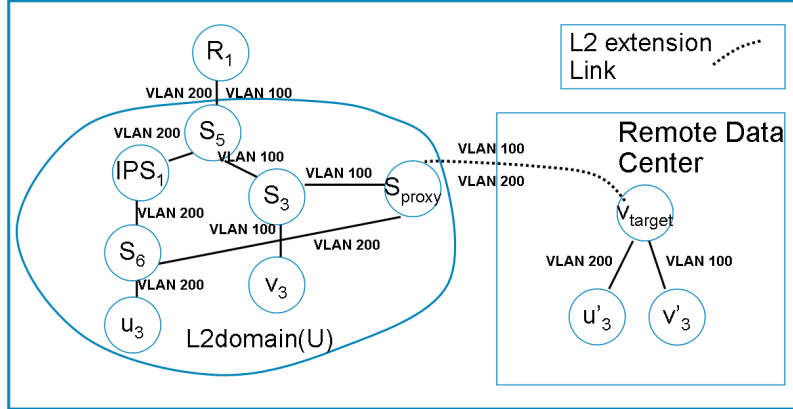 R1
L2 extension
Link
VLAN 200 VLAN 100
VLAN 200
S5
VLAN 100
IPS1
S3
VLAN 100
Sproxy
VLAN 100
VLAN 200
Remote Data
Center
vtarget
VLAN 200
VLAN 100
VLAN 200
S6
VLAN 200
v3
u3
L2domain(U)
VLAN 200
VLAN 100
u'3
v'3